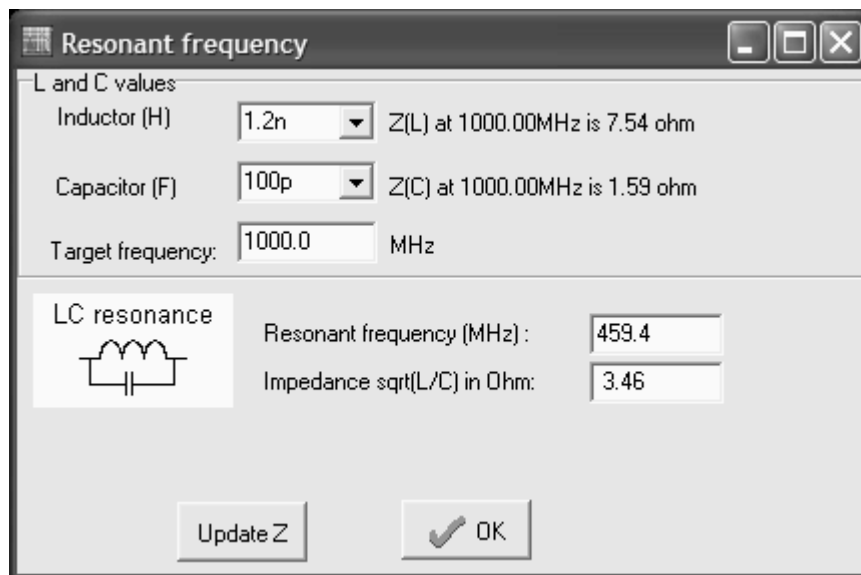 Resonant frequency
L and C values
Inductor (H) 1.2n Z(L) at 1000.00MHz is 7.54 ohm
Capacitor (F) 100p Z(C) at 1000.00MHz is 1.59 ohm
Target frequency: 1000.0 MHz
LC resonance
Resonant frequency (MHz) : 459.4
Impedance sqrt(L/C) in Ohm: 3.46
Update Z OK